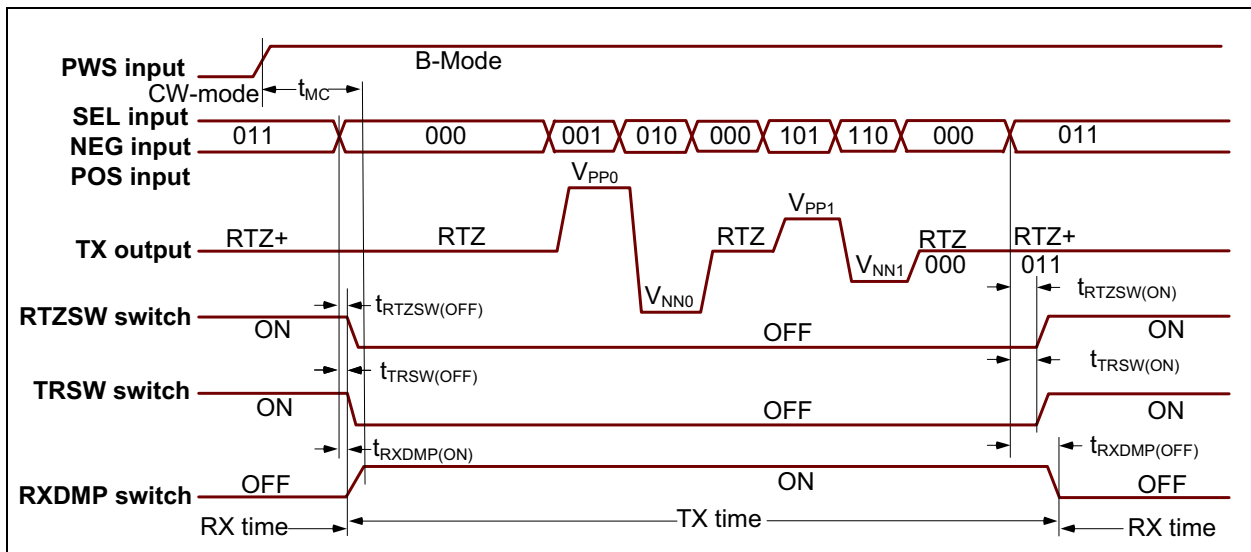 PWS input
B-Mode
CW-mode
tMC
SEL input
NEG input
POS input
011 000 001 010 000 101 110 000 011
VPP0
VPP1
TX output
RTZ+ RTZ RTZ RTZ RTZ+
000 011
VNN0
VNN1
tRTZSW(OFF)
tRTZSW(ON)
RTZSW switch
ON OFF ON
tTRSW(OFF)
tTRSW(ON)
TRSW switch
ON OFF ON
tRXDMP(ON)
tRXDMP(OFF)
RXDMP switch
OFF ON OFF
RX time TX time RX time